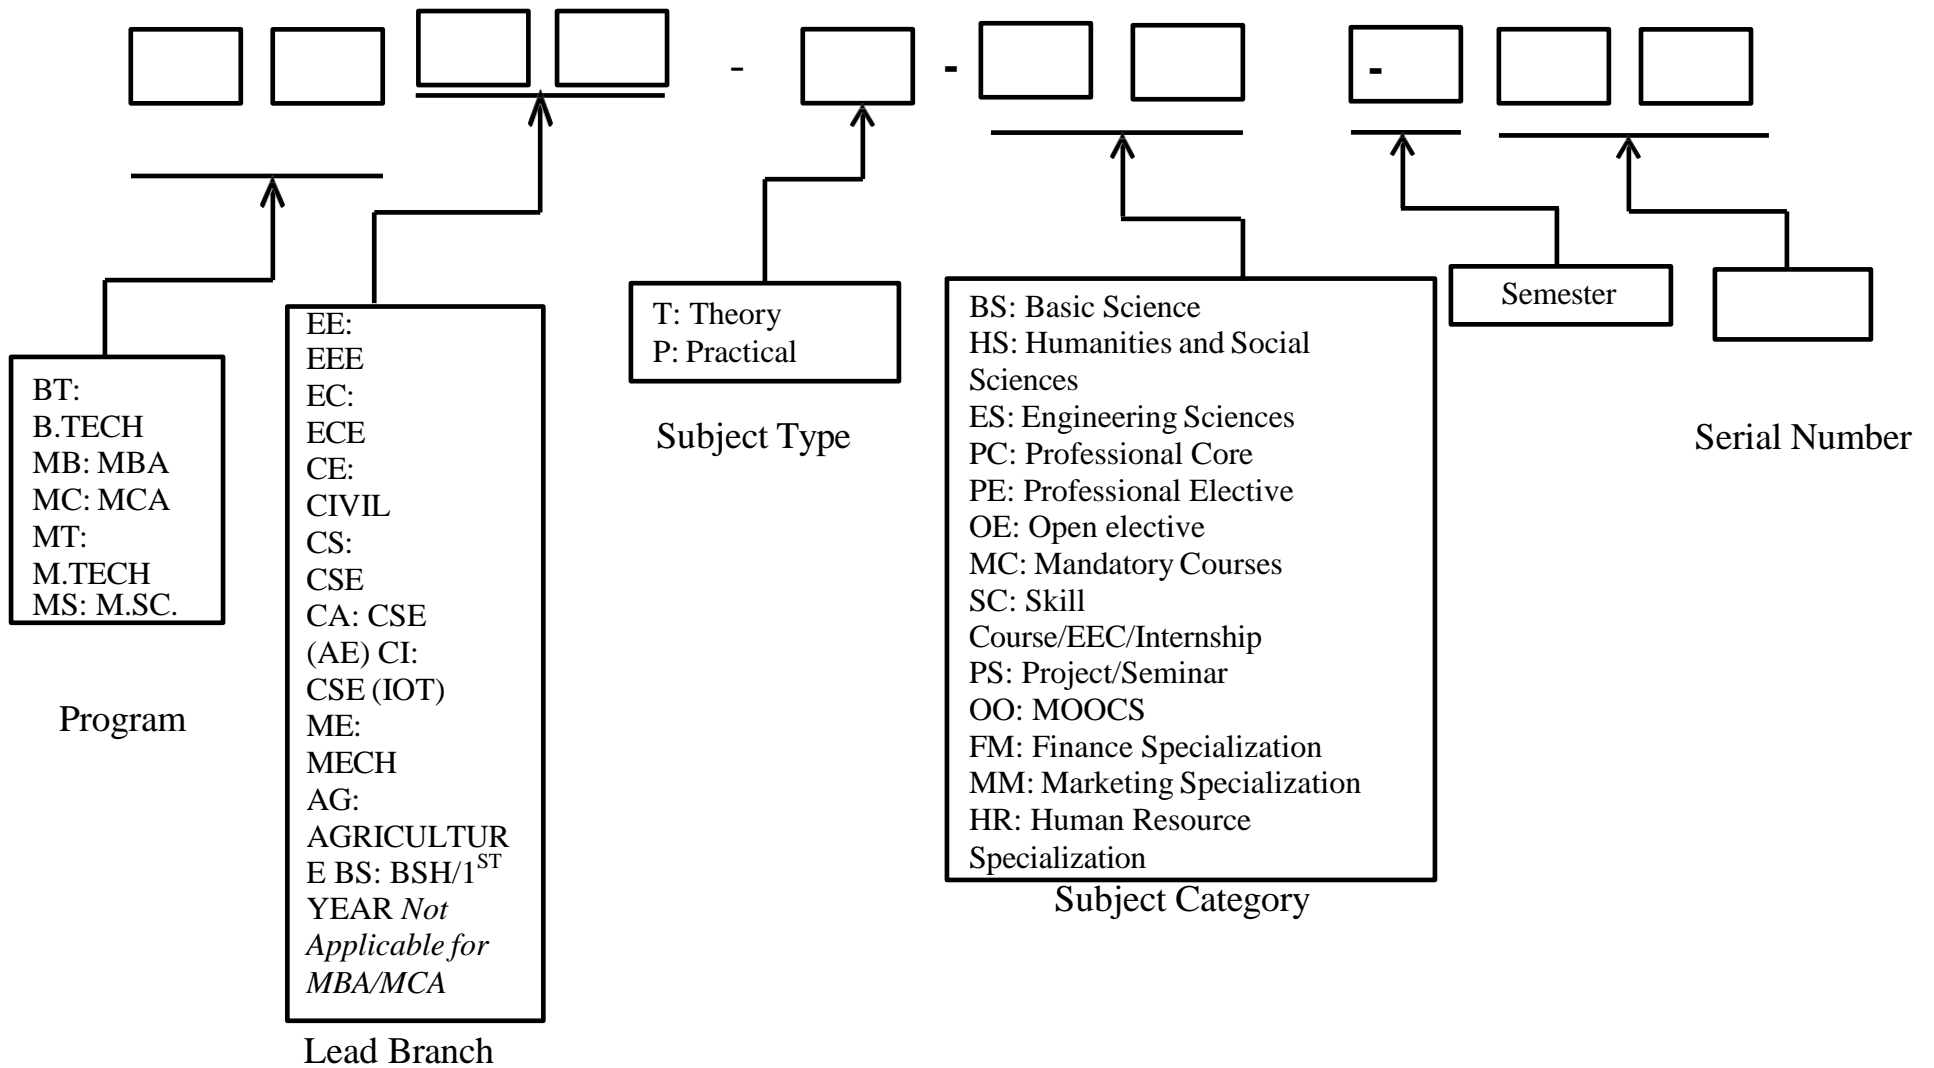 -
-
-
BT:
B.TECH
MB: MBA
MC: MCA
MT:
M.TECH
MS: M.SC.
Program
EE:
EEE
EC:
ECE
CE:
CIVIL
CS:
CSE
CA: CSE
(AE) CI:
CSE (IOT)
ME:
MECH
AG:
AGRICULTUR
E BS: BSH/1ST
YEAR Not
Applicable for
MBA/MCA
Lead Branch
T: Theory
P: Practical
Subject Type
BS: Basic Science
HS: Humanities and Social
Sciences
ES: Engineering Sciences
PC: Professional Core
PE: Professional Elective
OE: Open elective
MC: Mandatory Courses
SC: Skill
Course/EEC/Internship
PS: Project/Seminar
OO: MOOCS
FM: Finance Specialization
MM: Marketing Specialization
HR: Human Resource
Specialization
Subject Category
Semester
Serial Number